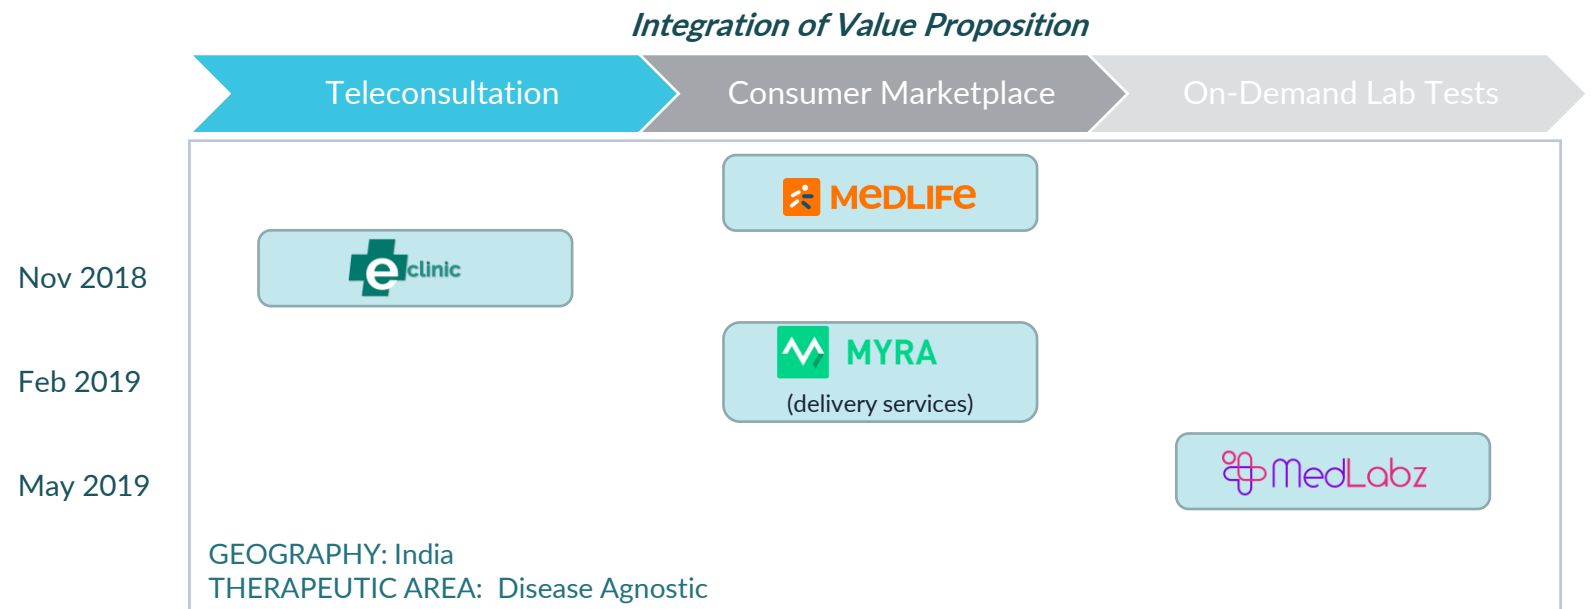 Integration of Value Proposition
Teleconsultation
Consumer Marketplace
On-Demand Lab Tests
MeDLIFe
Nov 2018
e clinic
Feb 2019
MYRA
(delivery services)
May 2019
MedLabz
GEOGRAPHY: India
THERAPEUTIC AREA: Disease Agnostic